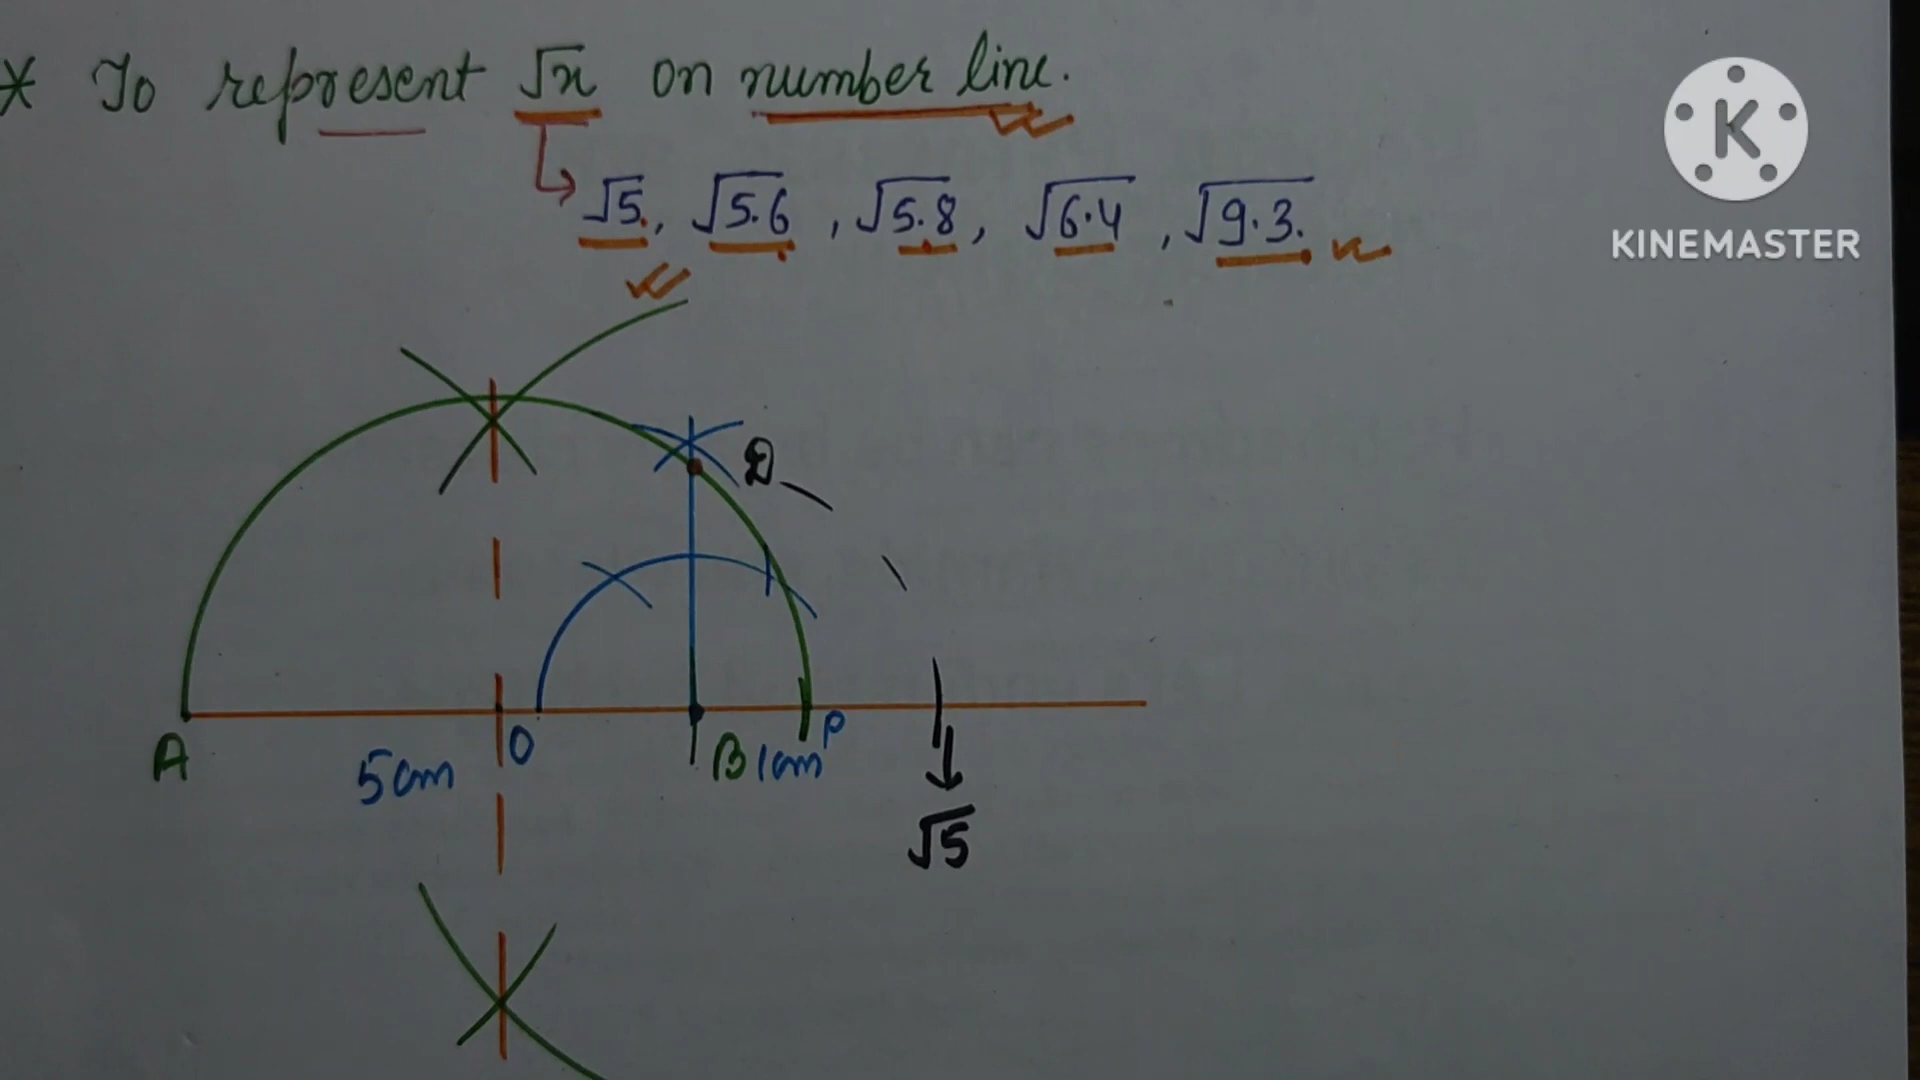 * To represent √x on number line.
√5, √5.6, √5.8, √6.4, √9.3.
K
KINEMASTER
D
A 5cm O B 1cm P
√5